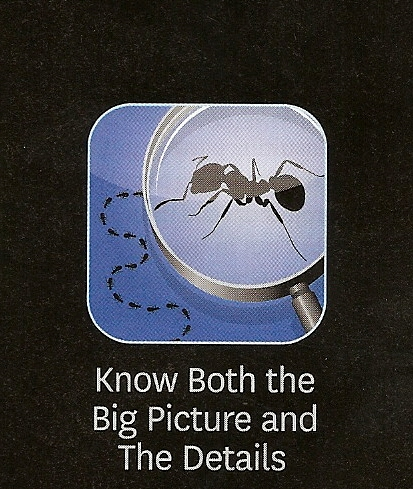 Know Both the
Big Picture and
The Details